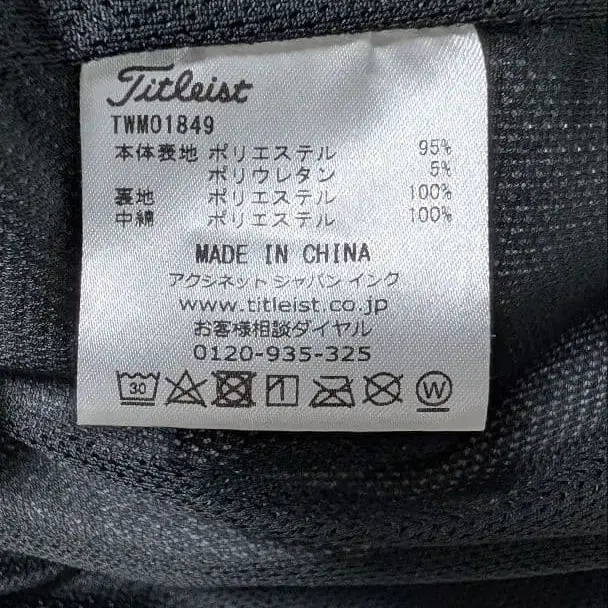 Titleist
TWM01849
本体表地 ポリエステル 95%
ポリウレタン 5%
裏地 ポリエステル 100%
中綿 ポリエステル 100%
MADE IN CHINA
アクシネット ジャパン インク
www.titleist.co.jp
お客様相談ダイヤル
0120-935-325
30 W